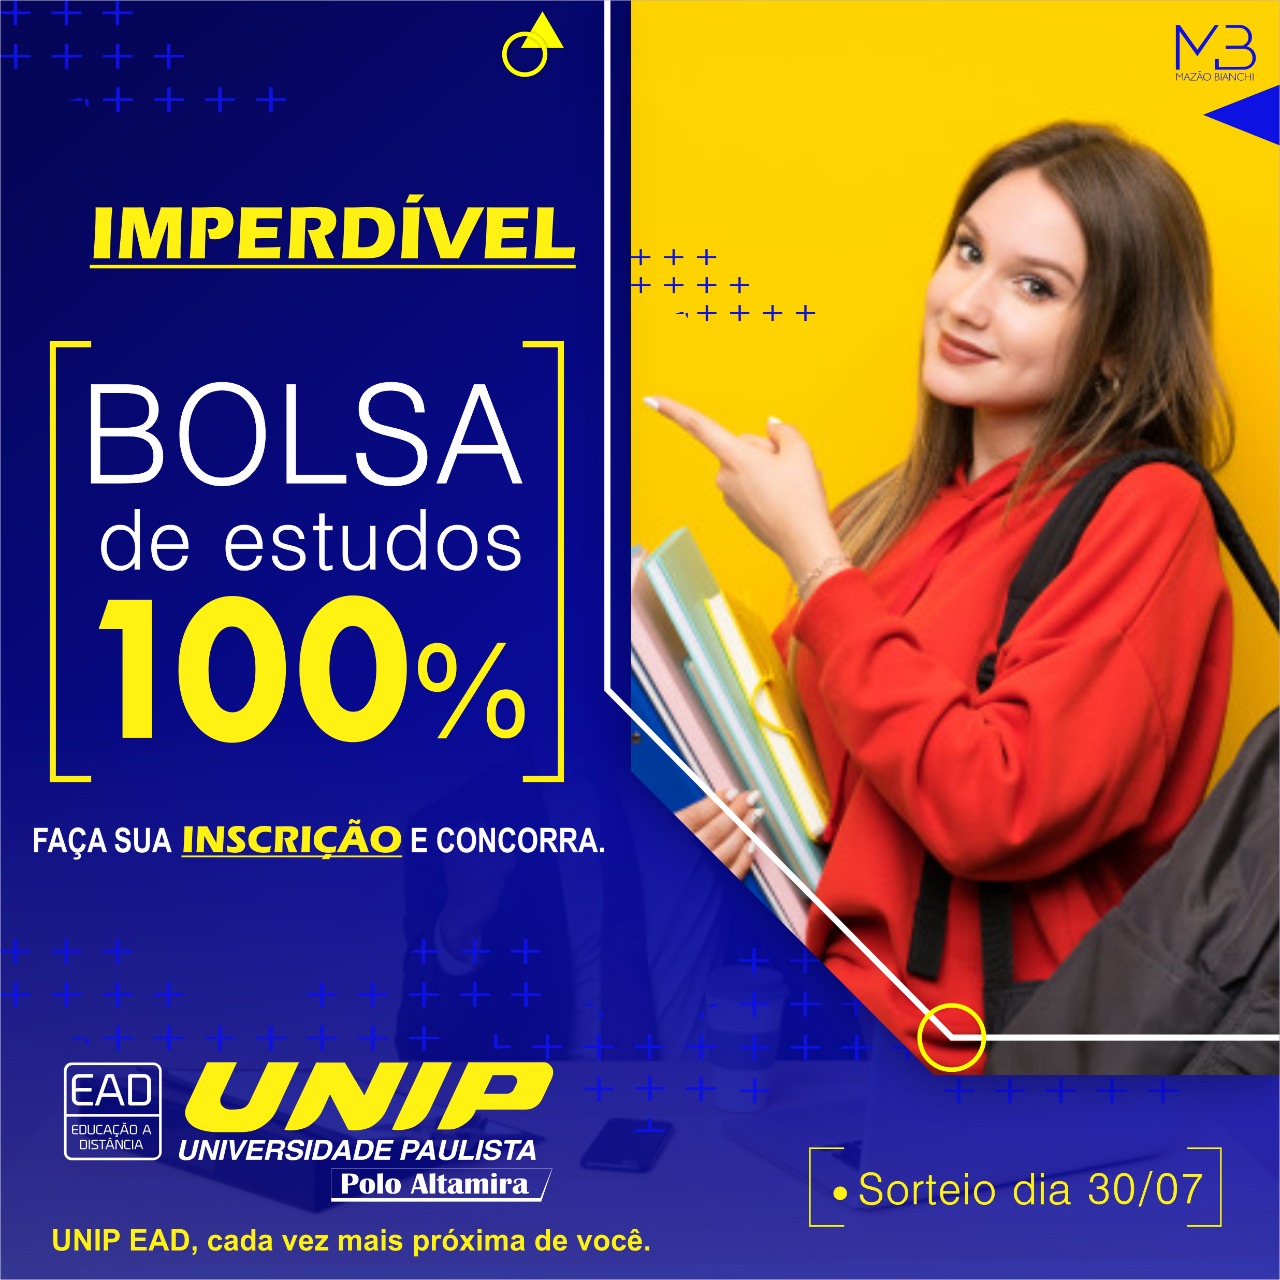 MB
MAZÃO BIANCHI
IMPERDÍVEL
BOLSA
de estudos
100%
FAÇA SUA INSCRIÇÃO E CONCORRA.
EAD
EDUCAÇÃO A
DISTÂNCIA
UNIP
UNIVERSIDADE PAULISTA
Polo Altamira
UNIP EAD, cada vez mais próxima de você.
• Sorteio dia 30/07